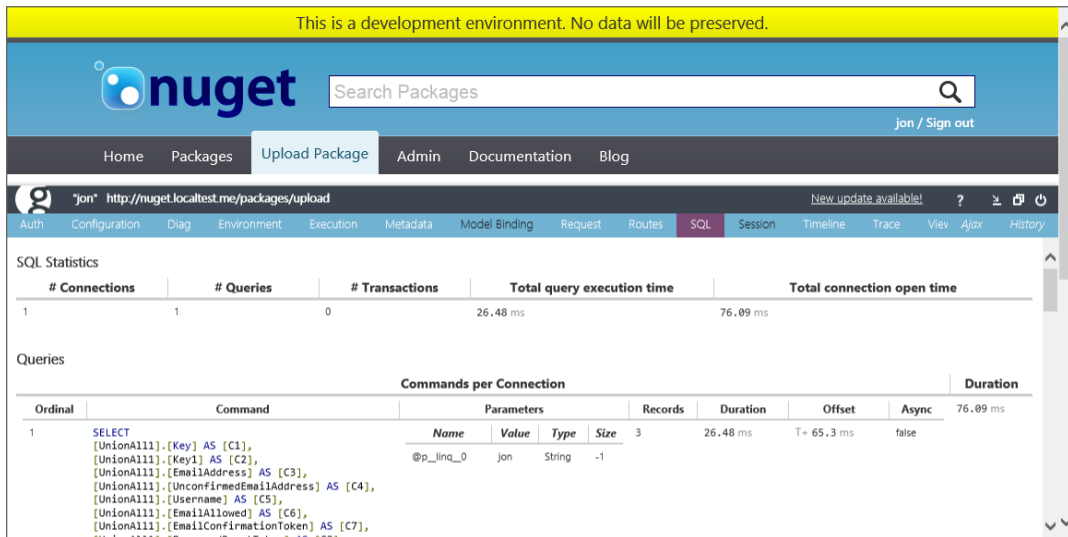 This is a development environment. No data will be preserved.
nuget
Search Packages
jon / Sign out
Home Packages Upload Package Admin Documentation Blog
"jon" http://nuget.localtest.me/packages/upload New update available! ?
Auth Configuration Diag Environment Execution Metadata Model Binding Request Routes SQL Session Timeline Trace Viev Ajax History
SQL Statistics
# Connections # Queries # Transactions Total query execution time Total connection open time
1 1 0 26.48 ms 76.09 ms
Queries
Commands per Connection Duration
Ordinal Command Parameters Records Duration Offset Async 76.09 ms
1 SELECT Name Value Type Size 3 26.48 ms T+ 65.3 ms false
[UnionAll1].[Key] AS [C1],
[UnionAll1].[Key1] AS [C2], @p_linq_0 jon String -1
[UnionAll1].[EmailAddress] AS [C3],
[UnionAll1].[UnconfirmedEmailAddress] AS [C4],
[UnionAll1].[Username] AS [C5],
[UnionAll1].[EmailAllowed] AS [C6],
[UnionAll1].[EmailConfirmationToken] AS [C7],